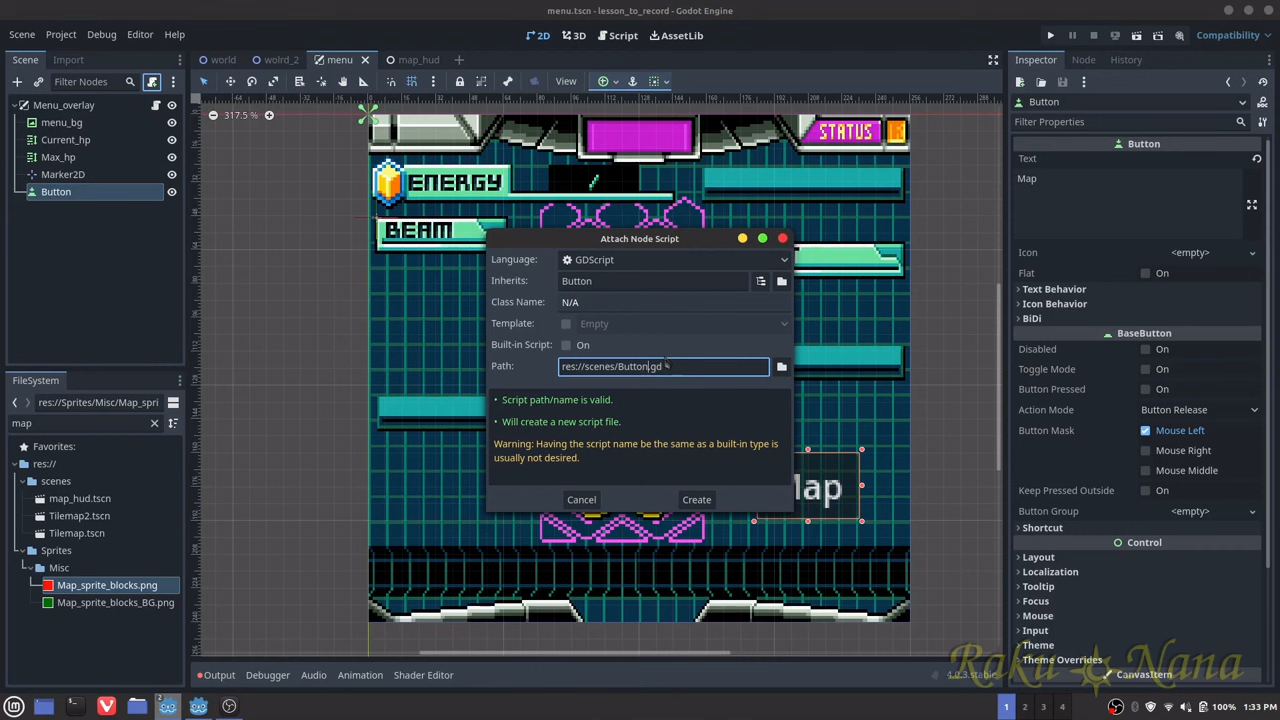 menu.tscn - lesson_to_record - Godot Engine
Scene Project Debug Editor Help
2D 3D Script AssetLib
Compatibility
Scene Import
world wolrd_2 menu map_hud
Inspector Node History
Filter Nodes
View
Menu_overlay
menu_bg
Current_hp
Max_hp
Marker2D
Button
317.5 %
STATUS
ENERGY
/
BEAM
Map
Attach Node Script
Language: GDScript
Inherits: Button
Class Name: N/A
Template: Empty
Built-in Script: On
Path: res://scenes/Button.gd
• Script path/name is valid.
• Will create a new script file.
Warning: Having the script name be the same as a built-in type is
usually not desired.
Cancel Create
FileSystem
res://Sprites/Misc/Map_spri
map
Favorites:
res://
scenes
map_hud.tscn
Tilemap2.tscn
Tilemap.tscn
Sprites
Misc
Map_sprite_blocks.png
Map_sprite_blocks_BG.png
Button
Filter Properties
Button
Text
Map
Icon <empty>
Flat On
Text Behavior
Icon Behavior
BiDi
BaseButton
Disabled On
Toggle Mode On
Button Pressed On
Action Mode Button Release
Button Mask Mouse Left
Mouse Right
Mouse Middle
Keep Pressed Outside On
Button Group <empty>
Shortcut
Control
Layout
Localization
Tooltip
Focus
Mouse
Input
Theme
Theme Overrides
CanvasItem
Output Debugger Audio Animation Shader Editor
4.0.3.stable
Raku Nana
2
1 2 3 4
100% 1:33 PM